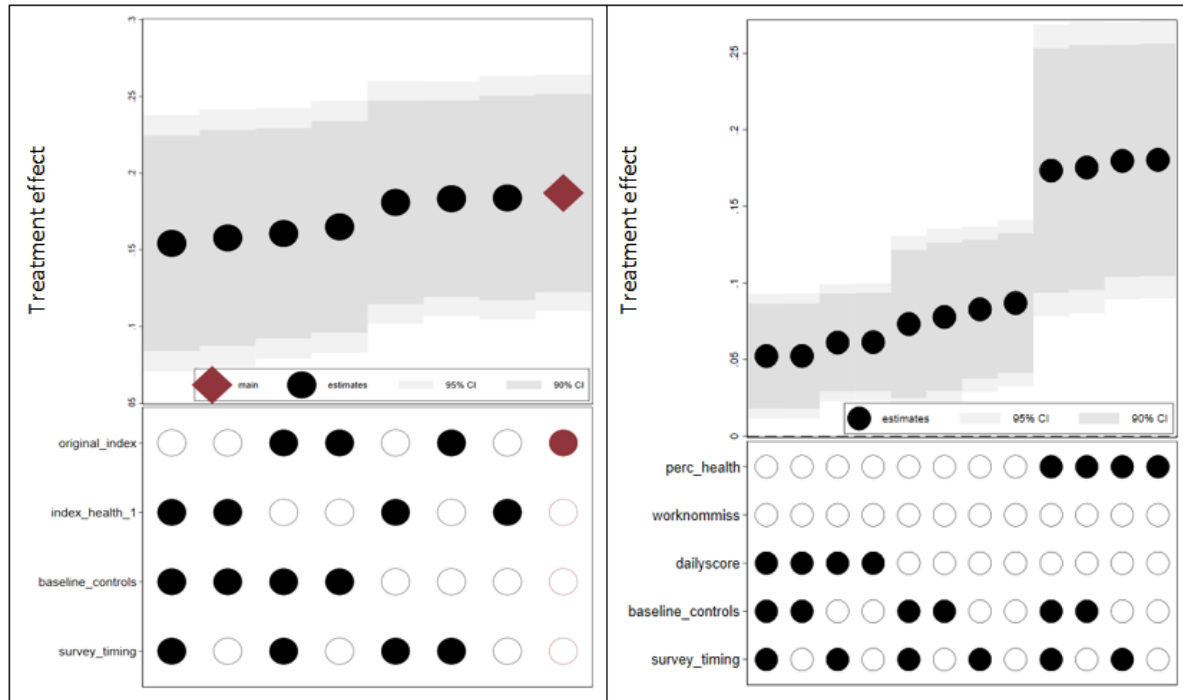 Treatment effect
.3
.25
.2
.15
.1
.05
main
estimates
95% CI
90% CI
original_index
index_health_1
baseline_controls
survey_timing
Treatment effect
.25
.2
.15
.1
.05
0
estimates
95% CI
90% CI
perc_health
worknommiss
dailyscore
baseline_controls
survey_timing